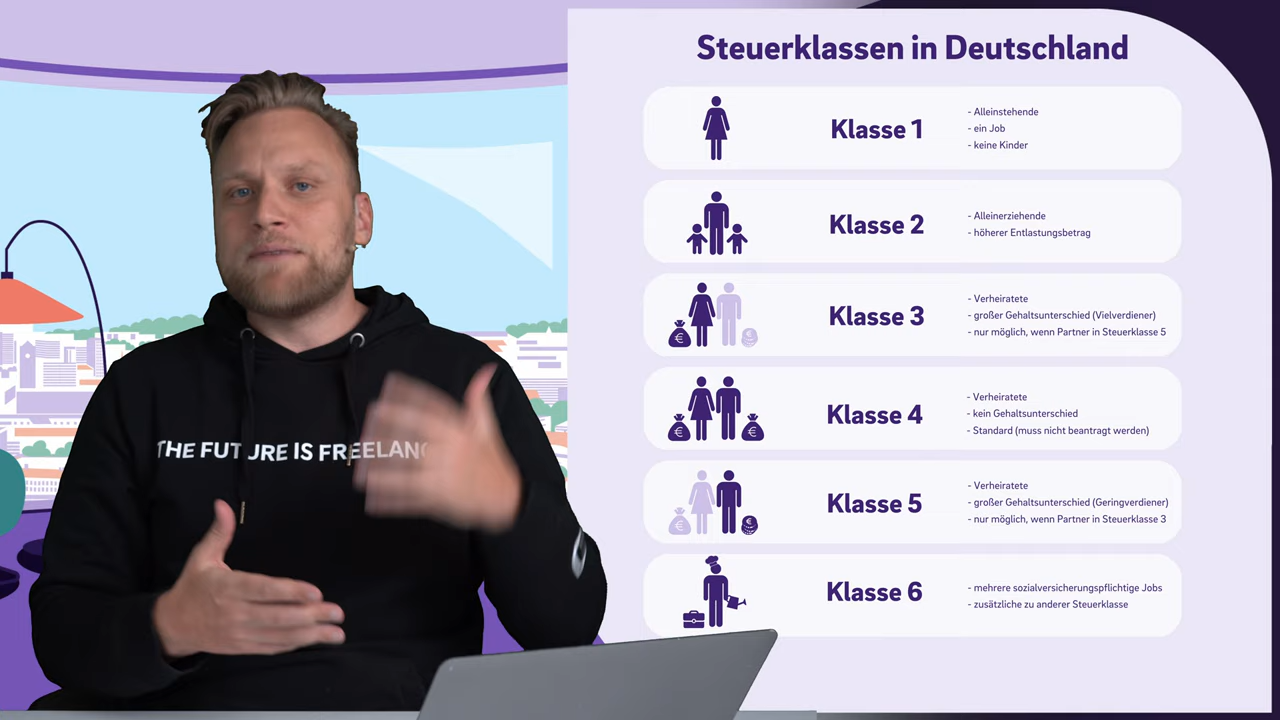 Steuerklassen in Deutschland
Klasse 1
- Alleinstehende
- ein Job
- keine Kinder
Klasse 2
- Alleinerziehende
- höherer Entlastungsbetrag
Klasse 3
- Verheiratete
- großer Gehaltsunterschied (Vielverdiener)
- nur möglich, wenn Partner in Steuerklasse 5
Klasse 4
- Verheiratete
- kein Gehaltsunterschied
- Standard (muss nicht beantragt werden)
Klasse 5
- Verheiratete
- großer Gehaltsunterschied (Geringverdiener)
- nur möglich, wenn Partner in Steuerklasse 3
Klasse 6
- mehrere sozialversicherungspflichtige Jobs
- zusätzliche zu anderer Steuerklasse
THE FUTURE IS FREELANC